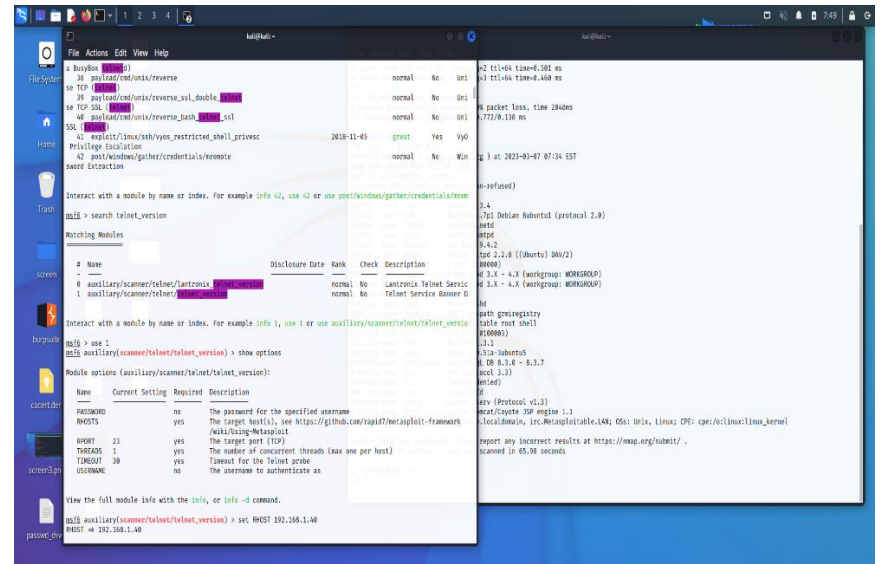 1 2 3 4
7:49
kali@kali: ~
kali@kali: ~
File Actions Edit View Help
File System
Home
Trash
screen
burpsuite
cacert.der
screen3.pn
passwd_drv
a BusyBox telnetd)
38 payload/cmd/unix/reverse normal No Uni
se TCP (telnet)
39 payload/cmd/unix/reverse_ssl_double_telnet normal No Uni
se TCP SSL (telnet)
40 payload/cmd/unix/reverse_bash_telnet_ssl normal No Uni
SSL (telnet)
41 exploit/linux/ssh/vyos_restricted_shell_privesc 2018-11-05 great Yes VyO
Privilege Escalation
42 post/windows/gather/credentials/mremote normal No Win
sword Extraction
Interact with a module by name or index. For example info 42, use 42 or use post/windows/gather/credentials/mrem
msf6 > search telnet_version
Matching Modules
# Name Disclosure Date Rank Check Description
- ---- --------------- ---- ----- -----------
0 auxiliary/scanner/telnet/lantronix_telnet_version normal No Lantronix Telnet Servic
1 auxiliary/scanner/telnet/telnet_version normal No Telnet Service Banner D
Interact with a module by name or index. For example info 1, use 1 or use auxiliary/scanner/telnet/telnet_versio
msf6 > use 1
msf6 auxiliary(scanner/telnet/telnet_version) > show options
Module options (auxiliary/scanner/telnet/telnet_version):
Name Current Setting Required Description
PASSWORD no The password for the specified username
RHOSTS yes The target host(s), see https://github.com/rapid7/metasploit-framework
/wiki/Using-Metasploit
RPORT 23 yes The target port (TCP)
THREADS 1 yes The number of concurrent threads (max one per host)
TIMEOUT 30 yes Timeout for the Telnet probe
USERNAME no The username to authenticate as
View the full module info with the info, or info -d command.
msf6 auxiliary(scanner/telnet/telnet_version) > set RHOST 192.168.1.40
RHOST => 192.168.1.40
=2 ttl=64 time=0.501 ms
=3 ttl=64 time=0.460 ms
0% packet loss, time 2048ms
0.772/0.138 ms
rg ) at 2023-03-07 07:34 EST
n-refused)
3.4
.7p1 Debian 8ubuntu1 (protocol 2.0)
netd
mtpd
9.4.2
tpd 2.2.8 ((Ubuntu) DAV/2)
#100000)
d 3.X - 4.X (workgroup: WORKGROUP)
d 3.X - 4.X (workgroup: WORKGROUP)
hd
path grmiregistry
table root shell
#100003)
.3.1
.51a-3ubuntu5
QL DB 8.3.0 - 8.3.7
ocol 3.3)
denied)
d
erv (Protocol v1.3)
mcat/Coyote JSP engine 1.1
.localdomain, irc.Metasploitable.LAN; OSs: Unix, Linux; CPE: cpe:/o:linux:linux_kernel
report any incorrect results at https://nmap.org/submit/ .
scanned in 65.98 seconds